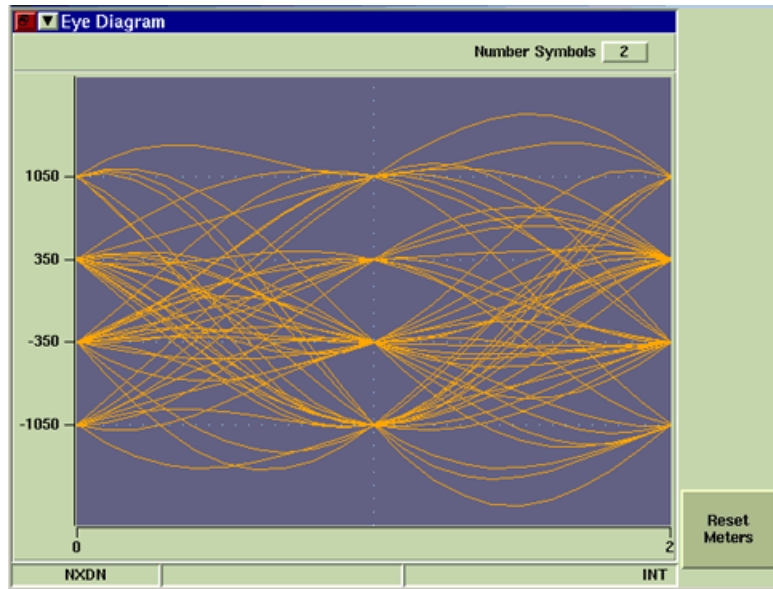 Eye Diagram
Number Symbols 2
1050
350
-350
-1050
0 2
Reset
Meters
NXDN INT